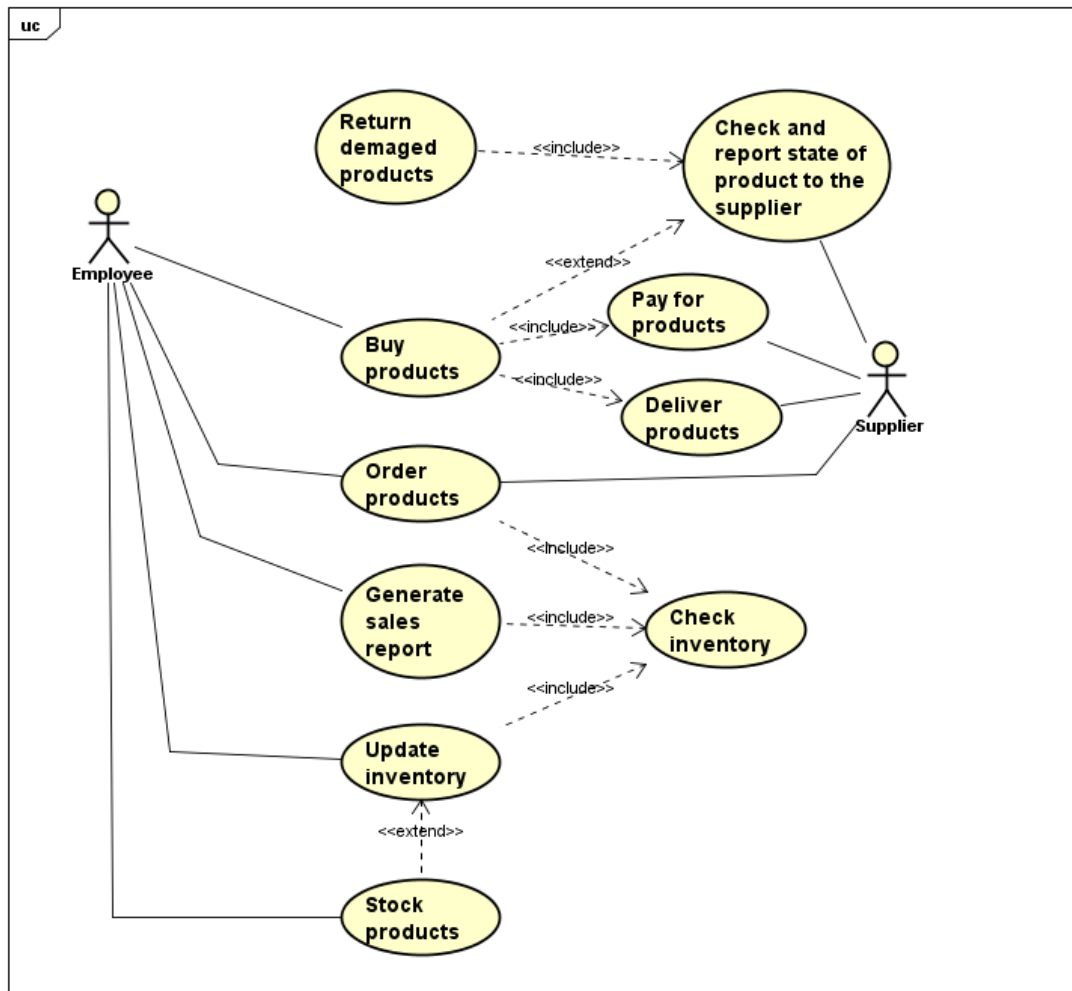 uc
Return
demaged
products
<<include>>
Check and
report state of
product to the
supplier
Employee
<<extend>>
Pay for
products
<<include>>
Buy
products
<<include>>
Deliver
products
Supplier
Order
products
<<Include>>
Generate
sales
report
<<include>>
Check
inventory
<<include>>
Update
inventory
<<extend>>
Stock
products